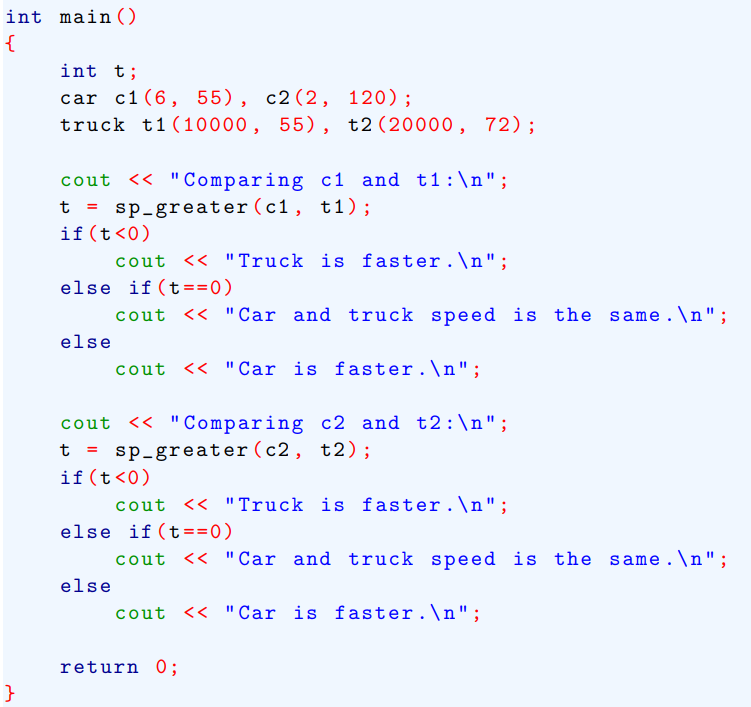 int main()
{
    int t;
    car c1(6, 55), c2(2, 120);
    truck t1(10000, 55), t2(20000, 72);

    cout << "Comparing c1 and t1:\n";
    t = sp_greater(c1, t1);
    if(t<0)
        cout << "Truck is faster.\n";
    else if(t==0)
        cout << "Car and truck speed is the same.\n";
    else
        cout << "Car is faster.\n";

    cout << "Comparing c2 and t2:\n";
    t = sp_greater(c2, t2);
    if(t<0)
        cout << "Truck is faster.\n";
    else if(t==0)
        cout << "Car and truck speed is the same.\n";
    else
        cout << "Car is faster.\n";

    return 0;
}